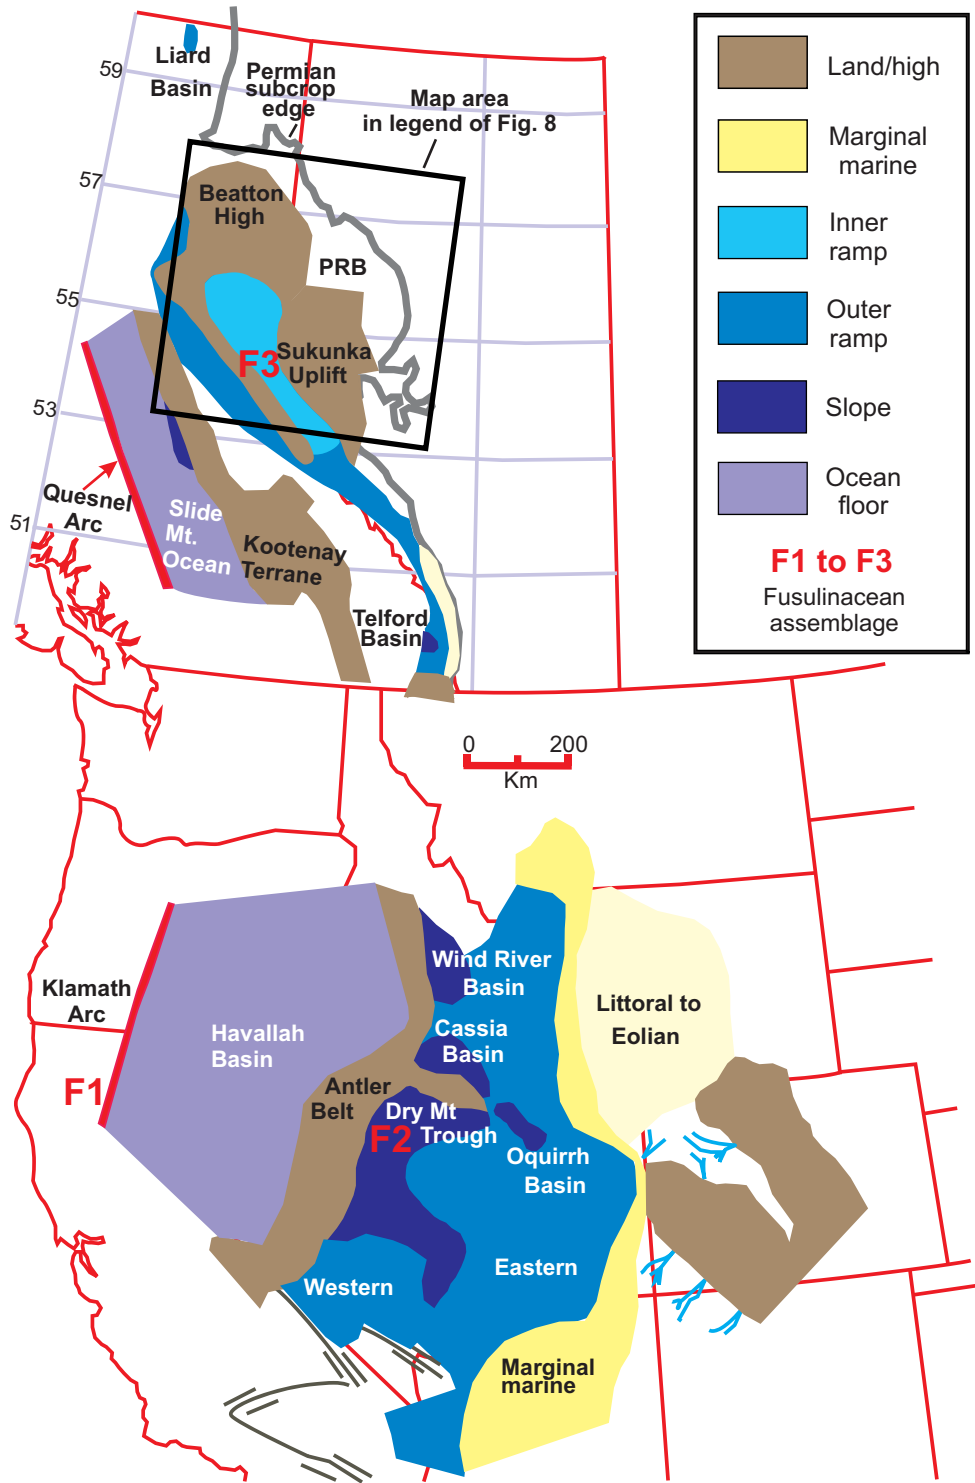 Liard
Basin
59
Permian
subcrop
edge
Map area
in legend of Fig. 8
57
Beatton
High
PRB
55
F3
Sukunka
Uplift
53
Quesnel
Arc
51
Slide
Mt.
Ocean
Kootenay
Terrane
Telford
Basin
Land/high
Marginal
marine
Inner
ramp
Outer
ramp
Slope
Ocean
floor
F1 to F3
Fusulinacean
assemblage
0 200
Km
Klamath
Arc
F1
Havallah
Basin
Wind River
Basin
Cassia
Basin
Littoral to
Eolian
Antler
Belt
Dry Mt
Trough
F2
Oquirrh
Basin
Western
Eastern
Marginal
marine